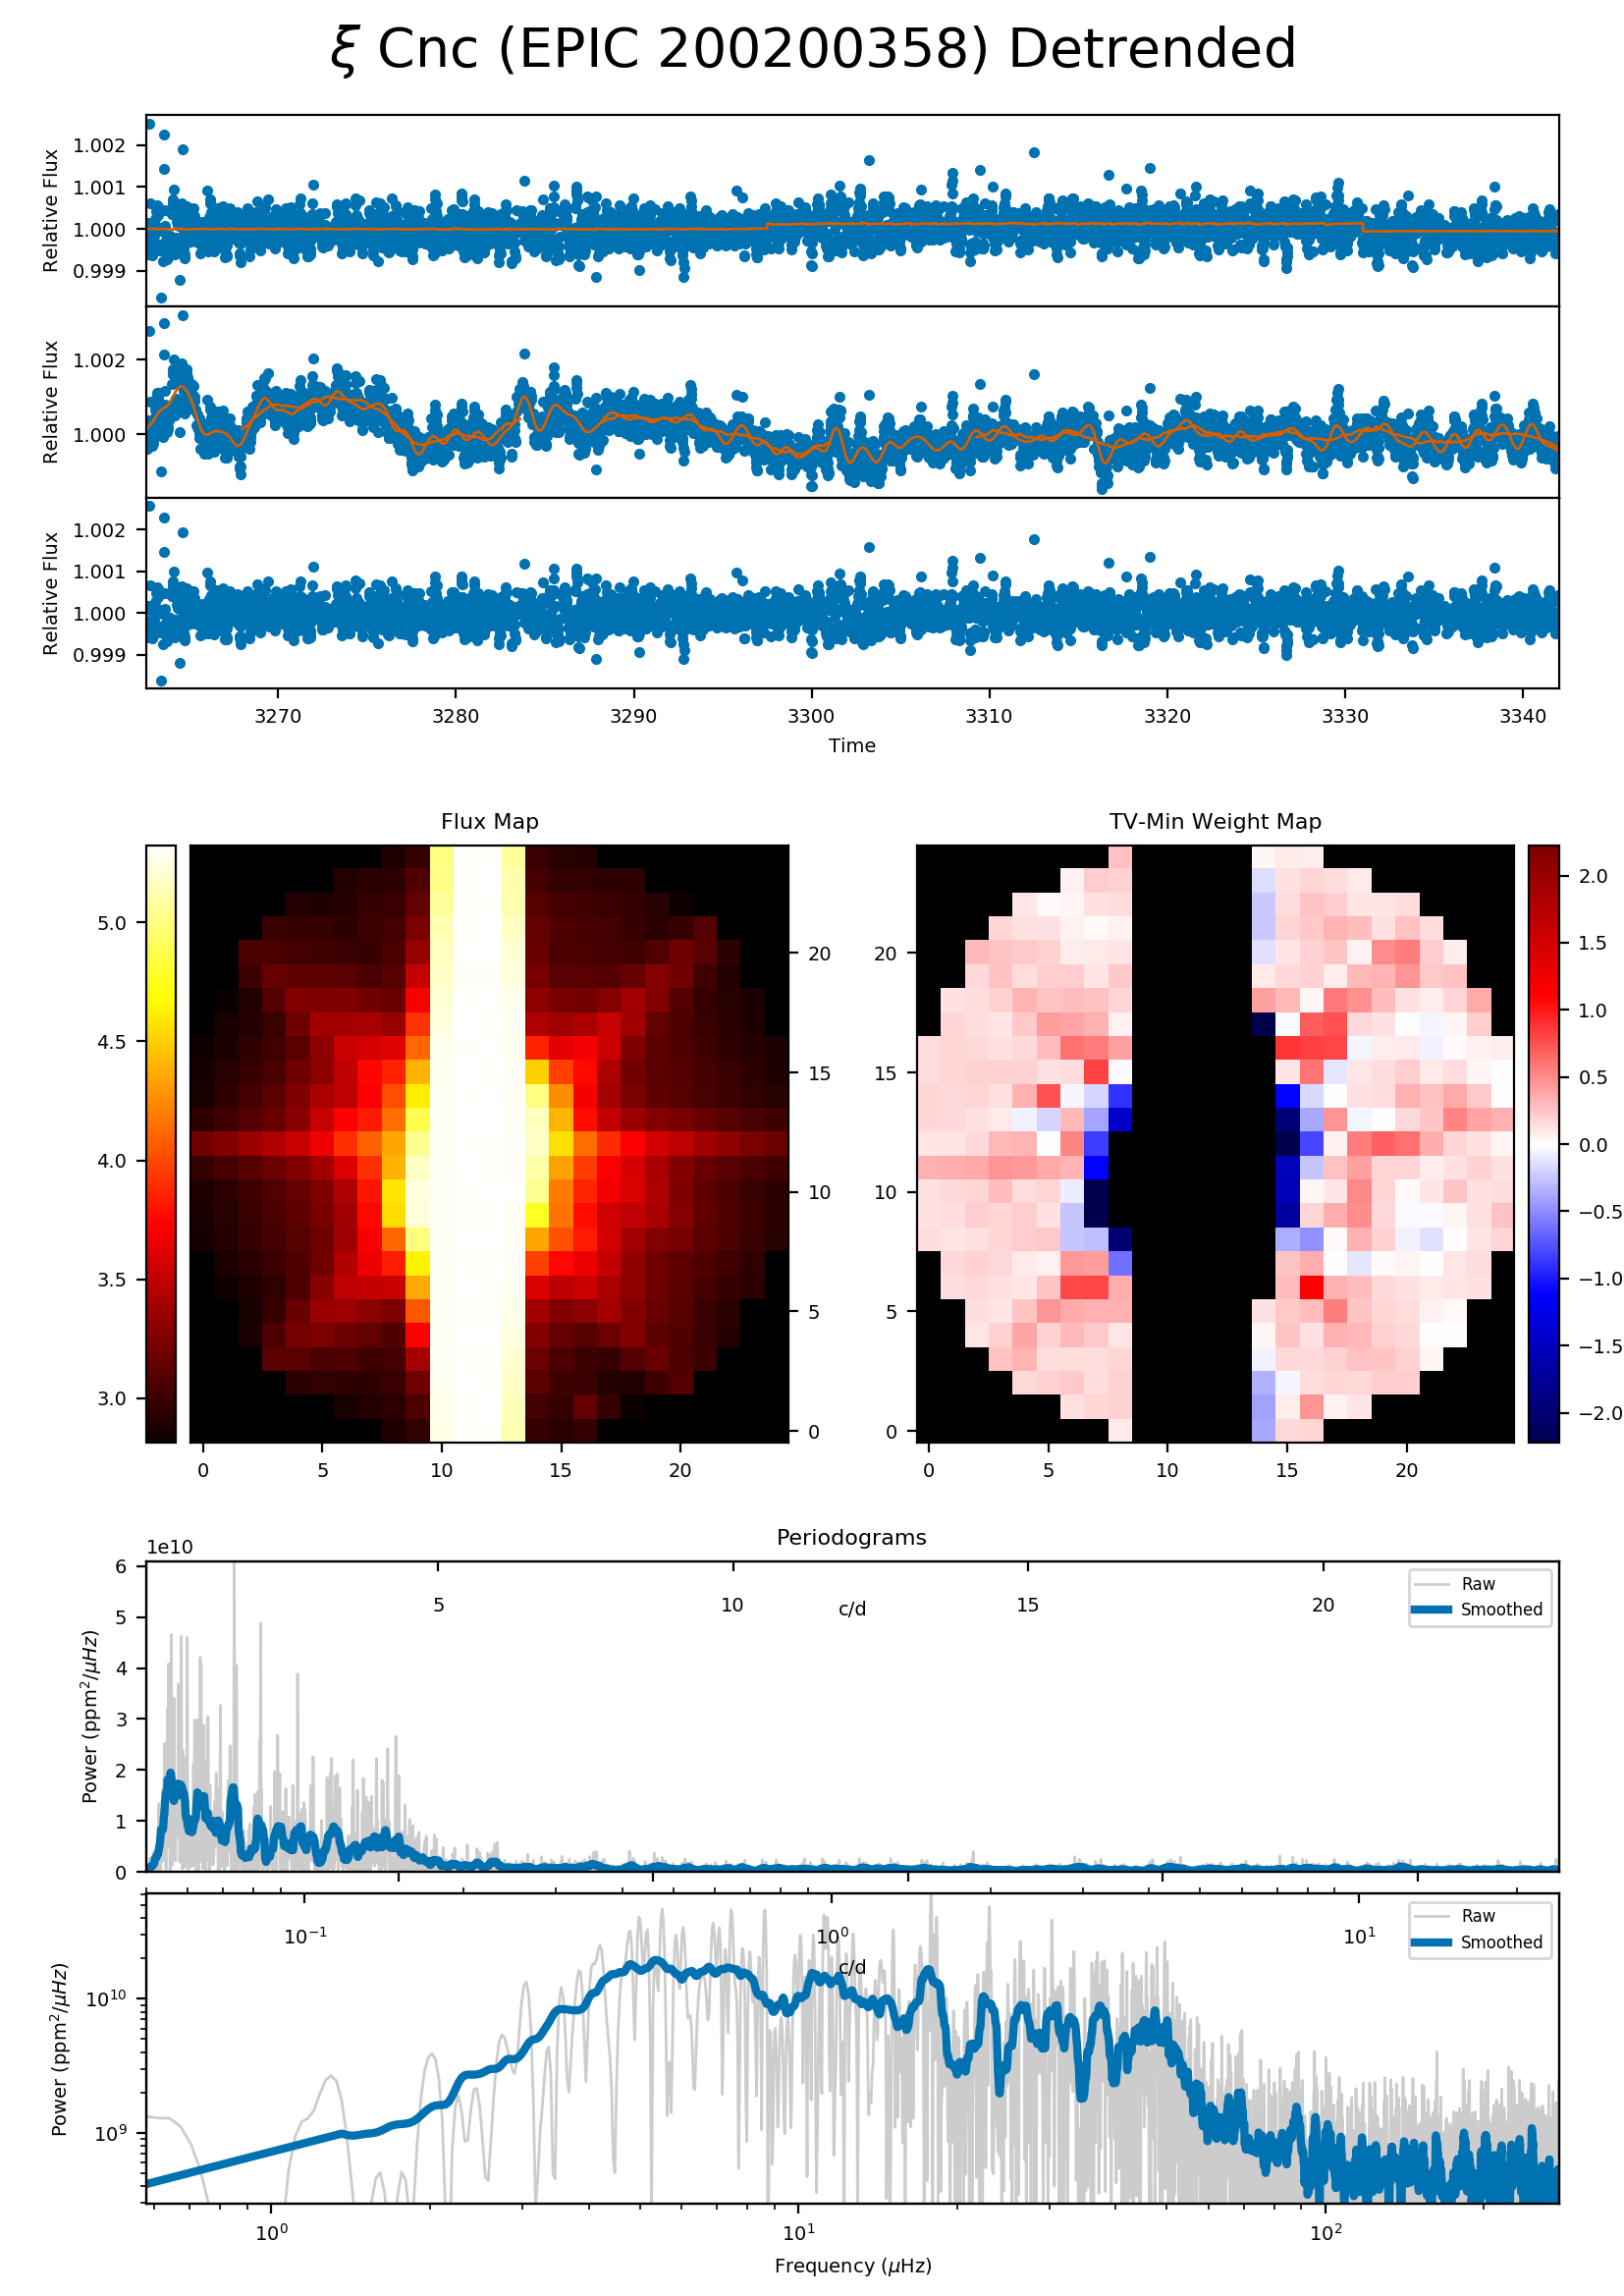 ξ Cnc (EPIC 200200358) Detrended
Relative Flux
1.002
1.001
1.000
0.999
Relative Flux
1.002
1.000
Relative Flux
1.002
1.001
1.000
0.999
3270 3280 3290 3300 3310 3320 3330 3340
Time
Flux Map
TV-Min Weight Map
5.0
4.5
4.0
3.5
3.0
20
15
10
5
0
0 5 10 15 20
20
15
10
5
0
0 5 10 15 20
2.0
1.5
1.0
0.5
0.0
−0.5
−1.0
−1.5
−2.0
Periodograms
1e10
Power (ppm²/μHz)
6
5
4
3
2
1
0
5 10 15 20
c/d
Raw
Smoothed
Power (ppm²/μHz)
10¹⁰
10⁹
10⁻¹ 10⁰ 10¹
c/d
Raw
Smoothed
10⁰ 10¹ 10²
Frequency (μHz)